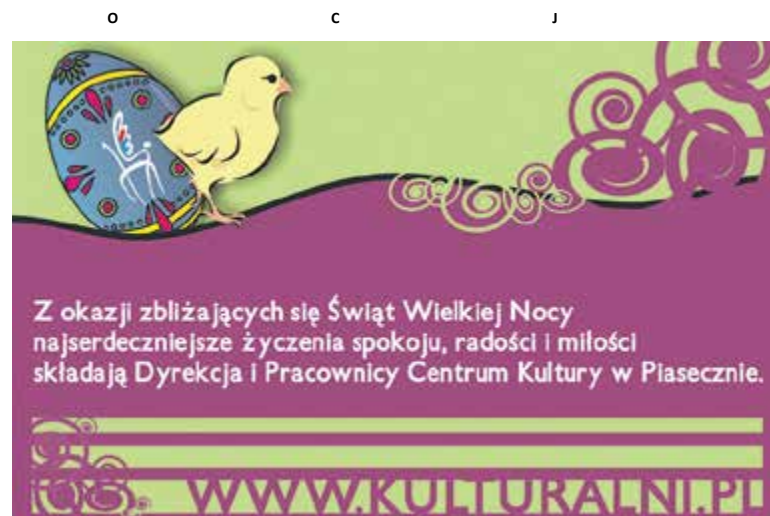 O C J
Z okazji zbliżających się Świąt Wielkiej Nocy
najserdeczniejsze życzenia spokoju, radości i miłości
składają Dyrekcja i Pracownicy Centrum Kultury w Piasecznie.
WWW.KULTURALNI.PL